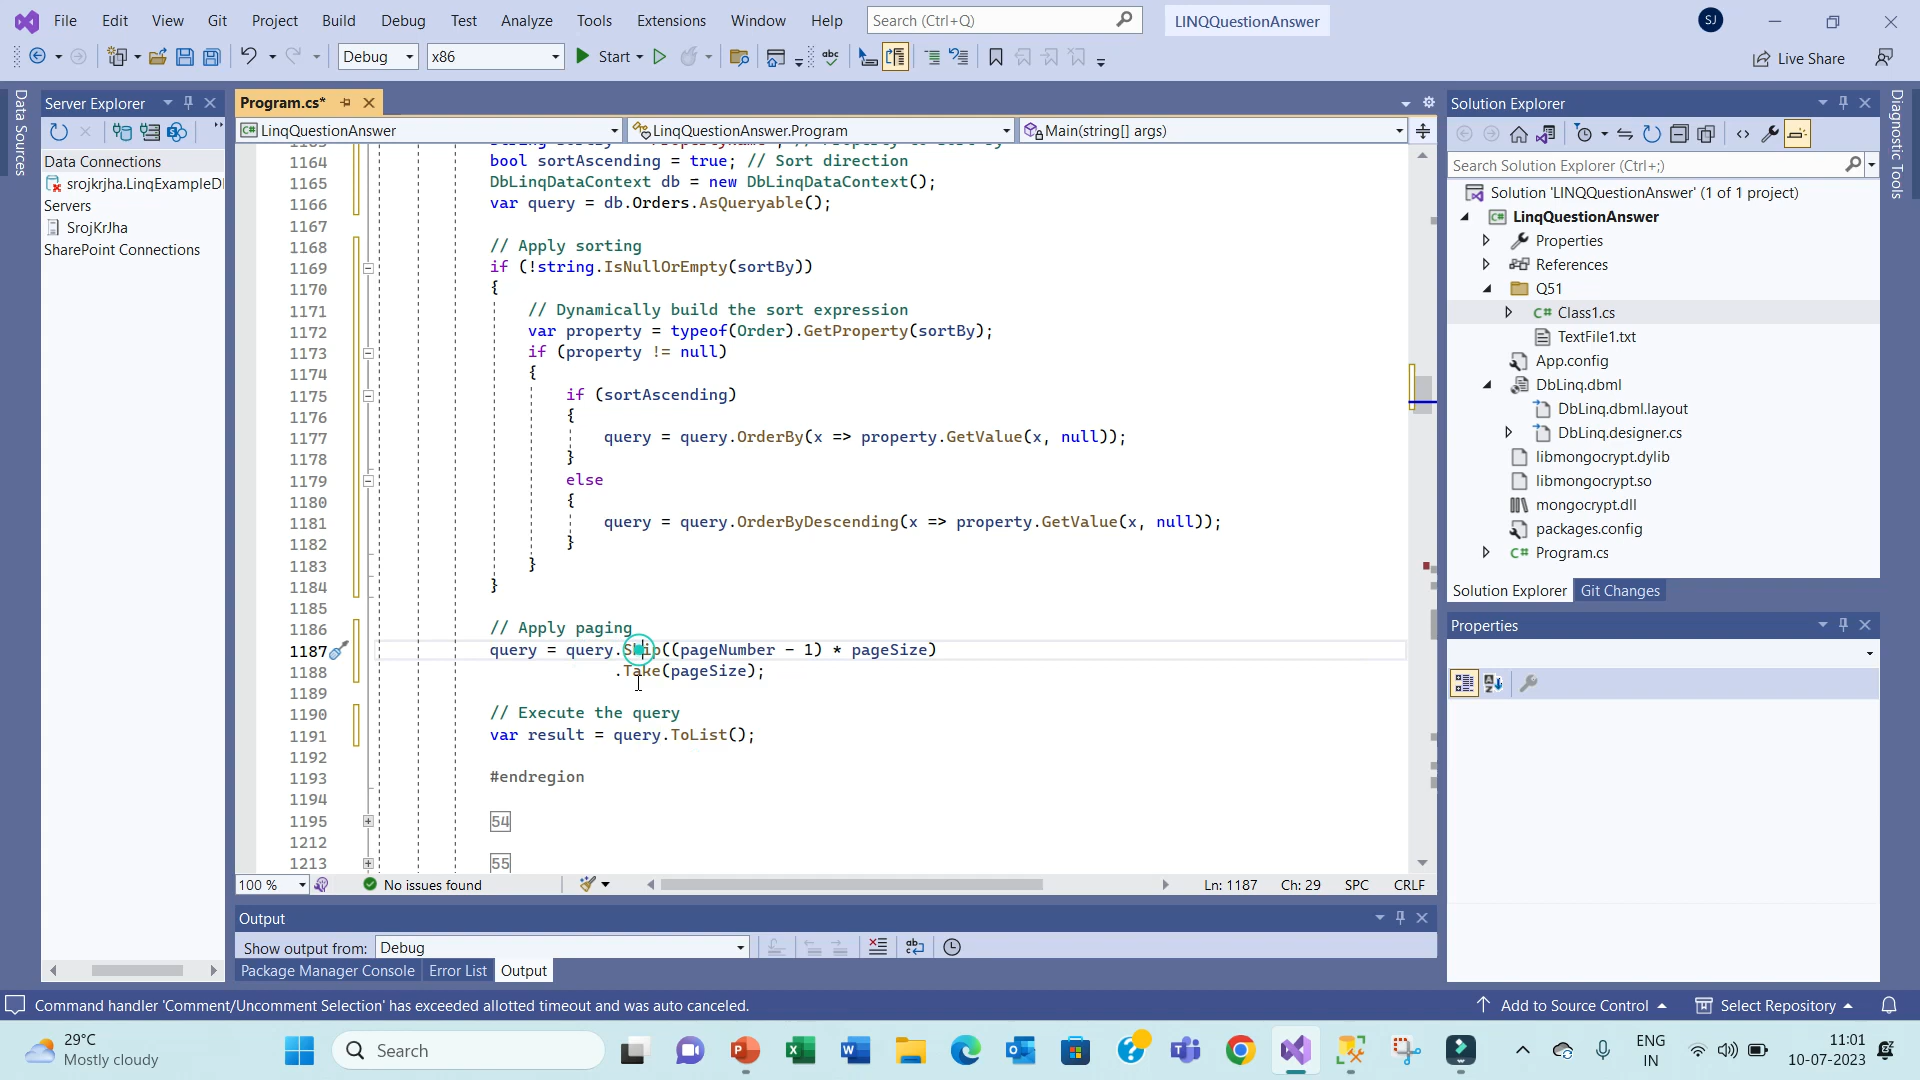 File Edit View Git Project Build Debug Test Analyze Tools Extensions Window Help Search (Ctrl+Q) LINQQuestionAnswer SJ
Debug x86 Start Live Share
Data Sources
Server Explorer
Data Connections
srojkrjha.LinqExampleD
Servers
SrojKrJha
SharePoint Connections
Program.cs*
LinqQuestionAnswer LinqQuestionAnswer.Program Main(string[] args)
1164 bool sortAscending = true; // Sort direction
1165 DbLinqDataContext db = new DbLinqDataContext();
1166 var query = db.Orders.AsQueryable();
1167
1168 // Apply sorting
1169 if (!string.IsNullOrEmpty(sortBy))
1170 {
1171 // Dynamically build the sort expression
1172 var property = typeof(Order).GetProperty(sortBy);
1173 if (property != null)
1174 {
1175 if (sortAscending)
1176 {
1177 query = query.OrderBy(x => property.GetValue(x, null));
1178 }
1179 else
1180 {
1181 query = query.OrderByDescending(x => property.GetValue(x, null));
1182 }
1183 }
1184 }
1185
1186 // Apply paging
1187 query = query.Skip((pageNumber - 1) * pageSize)
1188 .Take(pageSize);
1189
1190 // Execute the query
1191 var result = query.ToList();
1192
1193 #endregion
1194
1195 54
1212
1213 55
100 % No issues found Ln: 1187 Ch: 29 SPC CRLF
Output
Show output from: Debug
Package Manager Console Error List Output
Solution Explorer
Search Solution Explorer (Ctrl+;)
Solution 'LINQQuestionAnswer' (1 of 1 project)
LinqQuestionAnswer
Properties
References
Q51
Class1.cs
TextFile1.txt
App.config
DbLinq.dbml
DbLinq.dbml.layout
DbLinq.designer.cs
libmongocrypt.dylib
libmongocrypt.so
mongocrypt.dll
packages.config
Program.cs
Solution Explorer Git Changes
Properties
Diagnostic Tools
Command handler 'Comment/Uncomment Selection' has exceeded allotted timeout and was auto canceled. Add to Source Control Select Repository
29°C
Mostly cloudy
Search
ENG
IN
11:01
10-07-2023